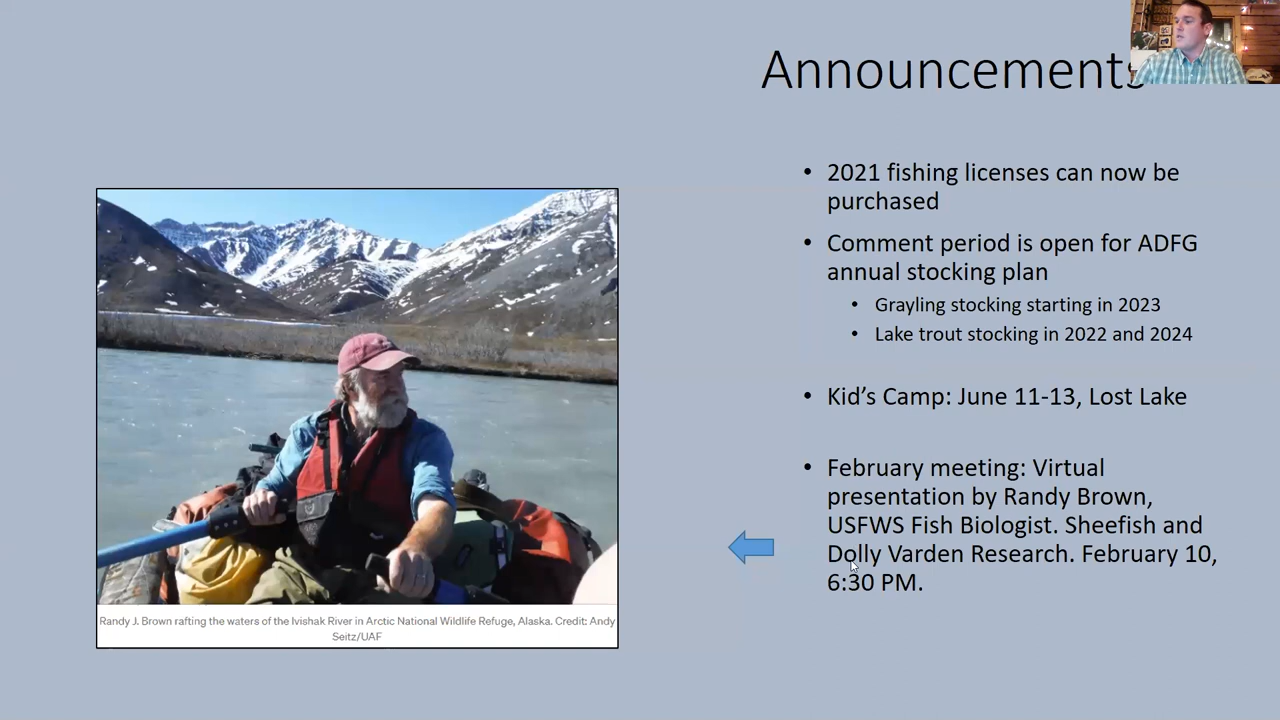 Announcements
• 2021 fishing licenses can now be
purchased
• Comment period is open for ADFG
annual stocking plan
• Grayling stocking starting in 2023
• Lake trout stocking in 2022 and 2024
• Kid’s Camp: June 11-13, Lost Lake
• February meeting: Virtual
presentation by Randy Brown,
USFWS Fish Biologist. Sheefish and
Dolly Varden Research. February 10,
6:30 PM.
Randy J. Brown rafting the waters of the Ivishak River in Arctic National Wildlife Refuge, Alaska. Credit: Andy
Seitz/UAF